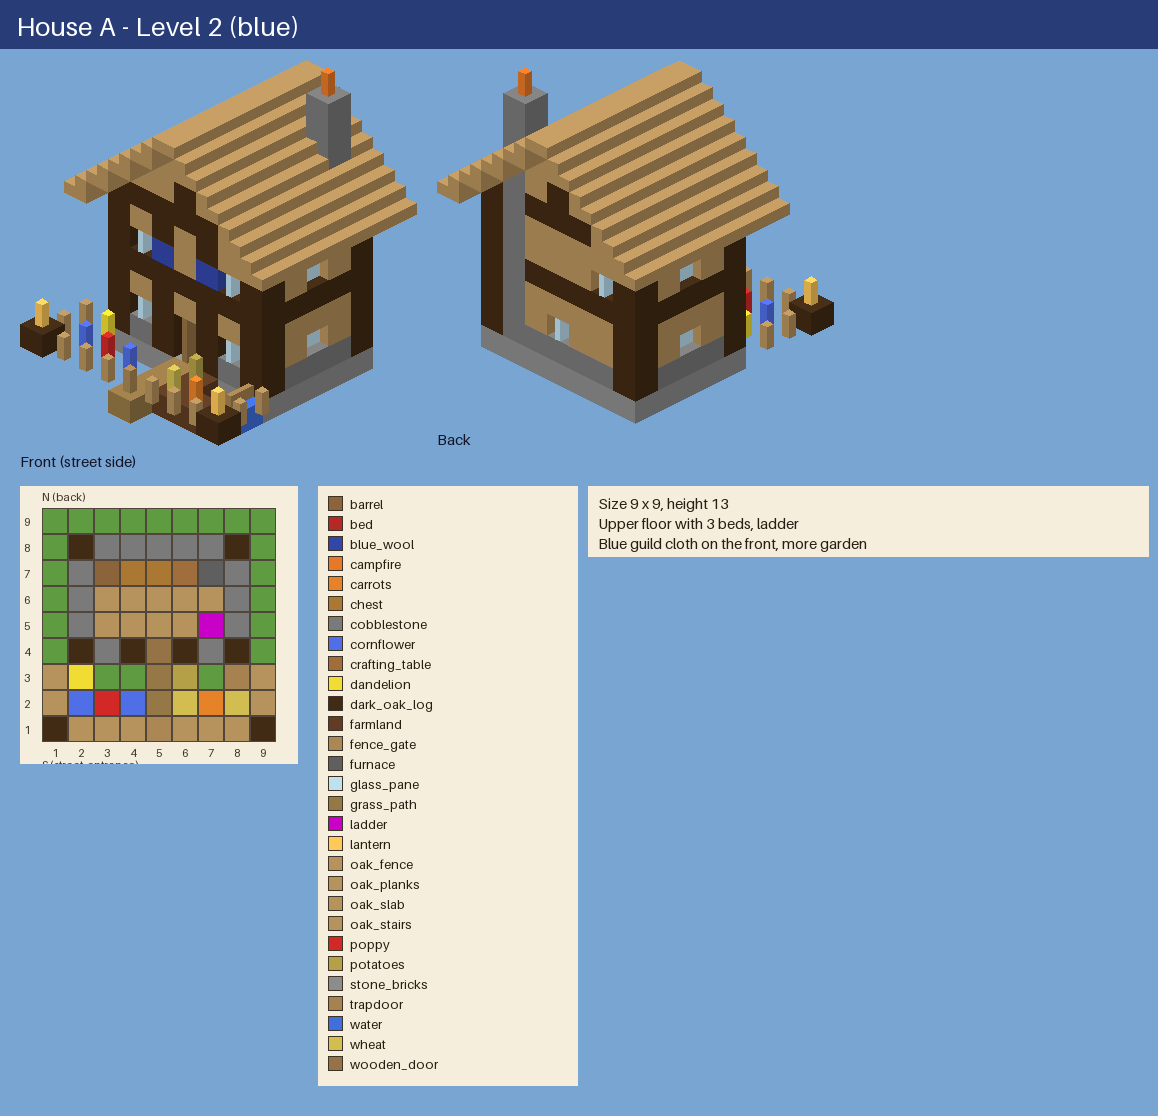 House A - Level 2 (blue)
Back
Front (street side)
N (back)
9
8
7
6
5
4
3
2
1
1 2 3 4 5 6 7 8 9
S (street entrance)
barrel
bed
blue_wool
campfire
carrots
chest
cobblestone
cornflower
crafting_table
dandelion
dark_oak_log
farmland
fence_gate
furnace
glass_pane
grass_path
ladder
lantern
oak_fence
oak_planks
oak_slab
oak_stairs
poppy
potatoes
stone_bricks
trapdoor
water
wheat
wooden_door
Size 9 x 9, height 13
Upper floor with 3 beds, ladder
Blue guild cloth on the front, more garden